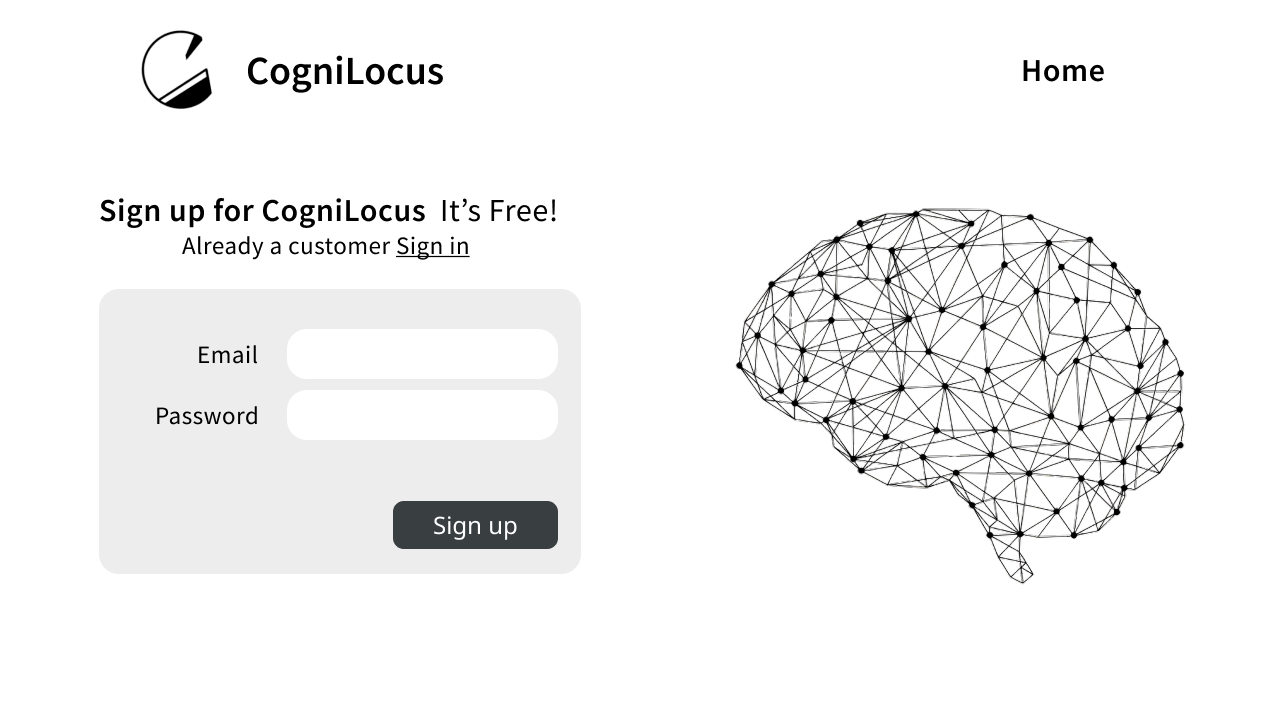 CogniLocus
Home
Sign up for CogniLocus It’s Free!
Already a customer Sign in
Email
Password
Sign up